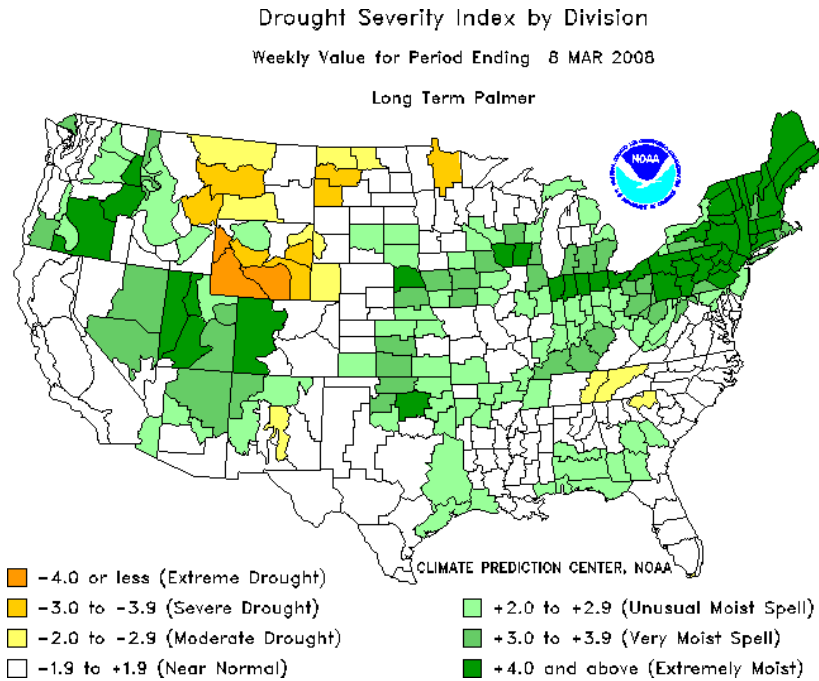 Drought Severity Index by Division
Weekly Value for Period Ending 8 MAR 2008
Long Term Palmer
NOAA
CLIMATE PREDICTION CENTER, NOAA
-4.0 or less (Extreme Drought)
-3.0 to -3.9 (Severe Drought)
-2.0 to -2.9 (Moderate Drought)
-1.9 to +1.9 (Near Normal)
+2.0 to +2.9 (Unusual Moist Spell)
+3.0 to +3.9 (Very Moist Spell)
+4.0 and above (Extremely Moist)